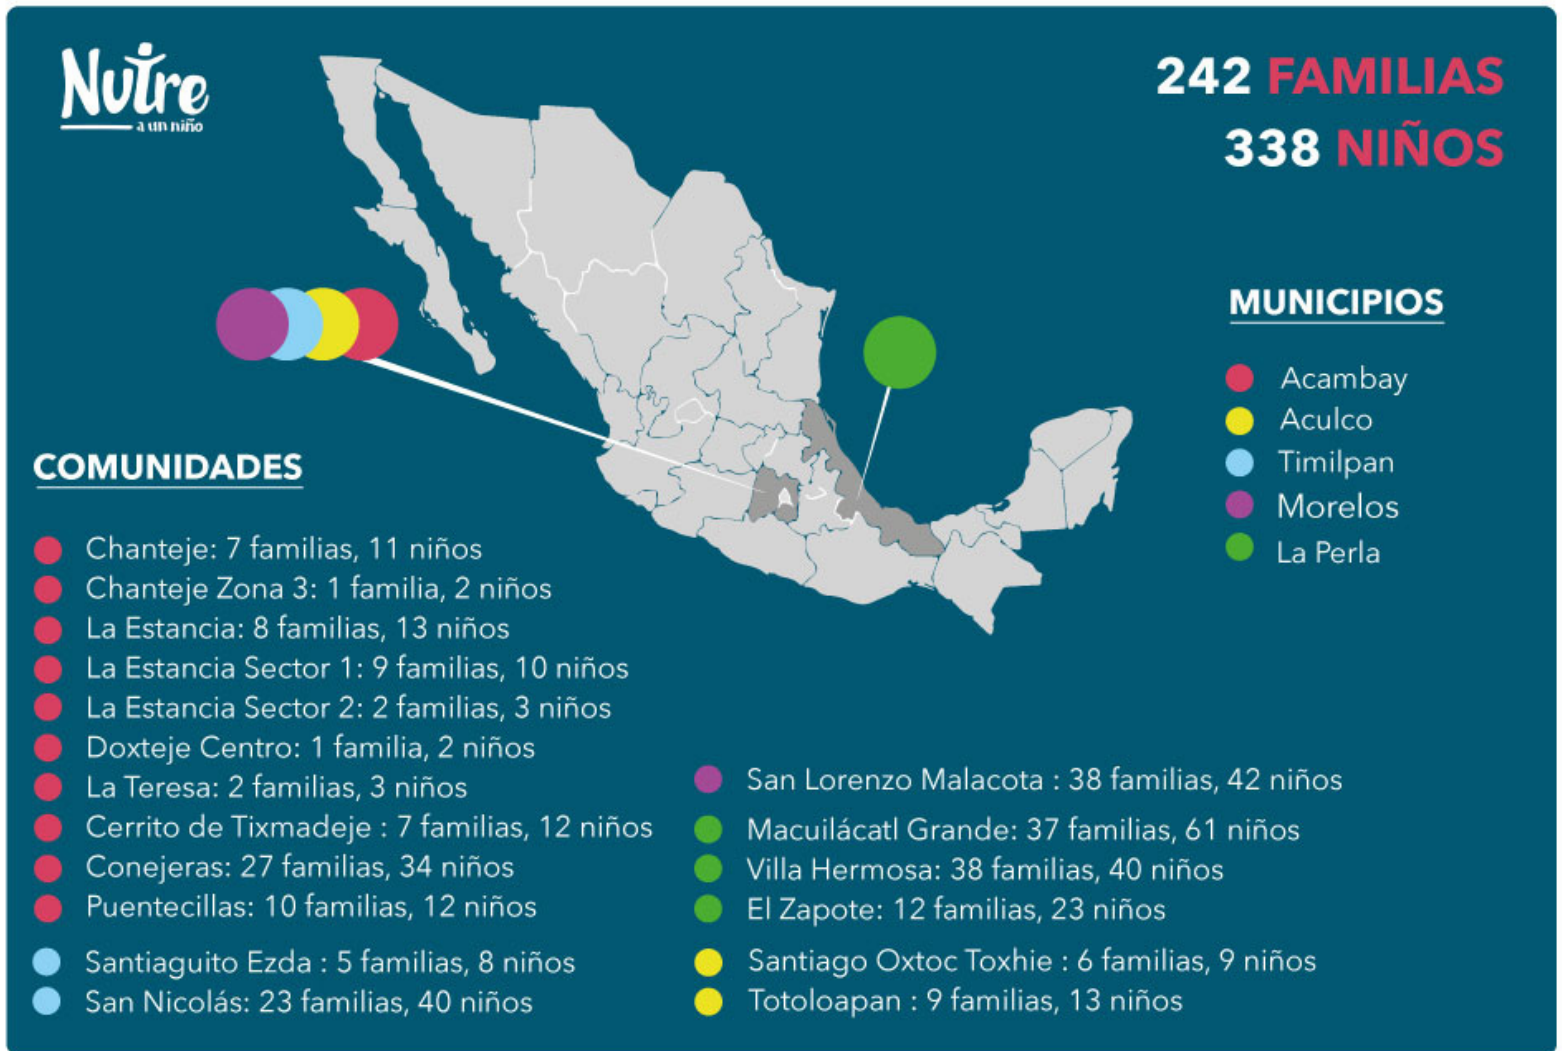 Nutre
a un niño
242 FAMILIAS
338 NIÑOS
MUNICIPIOS
Acambay
Aculco
Timilpan
Morelos
La Perla
COMUNIDADES
Chanteje: 7 familias, 11 niños
Chanteje Zona 3: 1 familia, 2 niños
La Estancia: 8 familias, 13 niños
La Estancia Sector 1: 9 familias, 10 niños
La Estancia Sector 2: 2 familias, 3 niños
Doxteje Centro: 1 familia, 2 niños
La Teresa: 2 familias, 3 niños
Cerrito de Tixmadeje : 7 familias, 12 niños
Conejeras: 27 familias, 34 niños
Puentecillas: 10 familias, 12 niños
Santiaguito Ezda : 5 familias, 8 niños
San Nicolás: 23 familias, 40 niños
San Lorenzo Malacota : 38 familias, 42 niños
Macuilácatl Grande: 37 familias, 61 niños
Villa Hermosa: 38 familias, 40 niños
El Zapote: 12 familias, 23 niños
Santiago Oxtoc Toxhie : 6 familias, 9 niños
Totoloapan : 9 familias, 13 niños